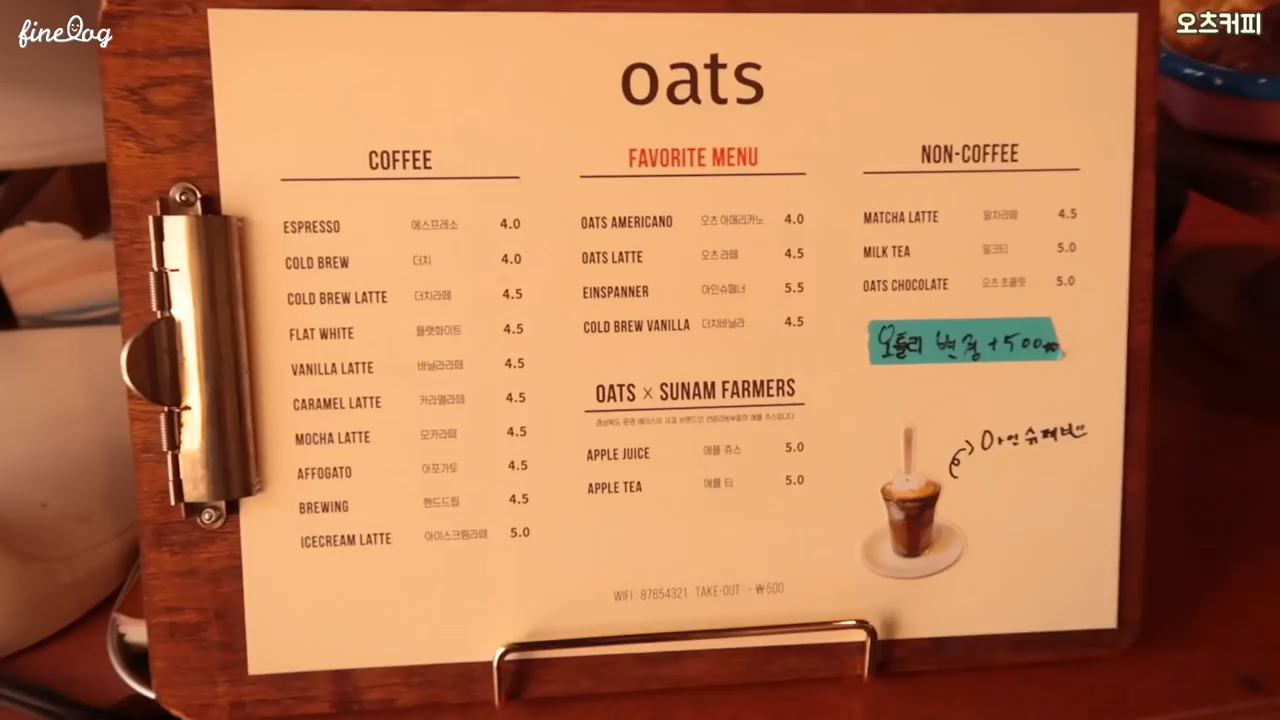 finelog
오츠커피
oats
COFFEE
ESPRESSO 에스프레소 4.0
COLD BREW 더치 4.0
COLD BREW LATTE 더치라떼 4.5
FLAT WHITE 플랫화이트 4.5
VANILLA LATTE 바닐라라떼 4.5
CARAMEL LATTE 카라멜라떼 4.5
MOCHA LATTE 모카라떼 4.5
AFFOGATO 아포가토 4.5
BREWING 핸드드립 4.5
ICECREAM LATTE 아이스크림라떼 5.0
FAVORITE MENU
OATS AMERICANO 오츠 아메리카노 4.0
OATS LATTE 오츠 라떼 4.5
EINSPANNER 아인슈페너 5.5
COLD BREW VANILLA 더치바닐라 4.5
OATS × SUNAM FARMERS
APPLE JUICE 애플 쥬스 5.0
APPLE TEA 애플 티 5.0
NON-COFFEE
MATCHA LATTE 말차라떼 4.5
MILK TEA 밀크티 5.0
OATS CHOCOLATE 오츠 초콜릿 5.0
오틀리 변경 +500
WIFI : 87654321 TAKE-OUT - ₩500